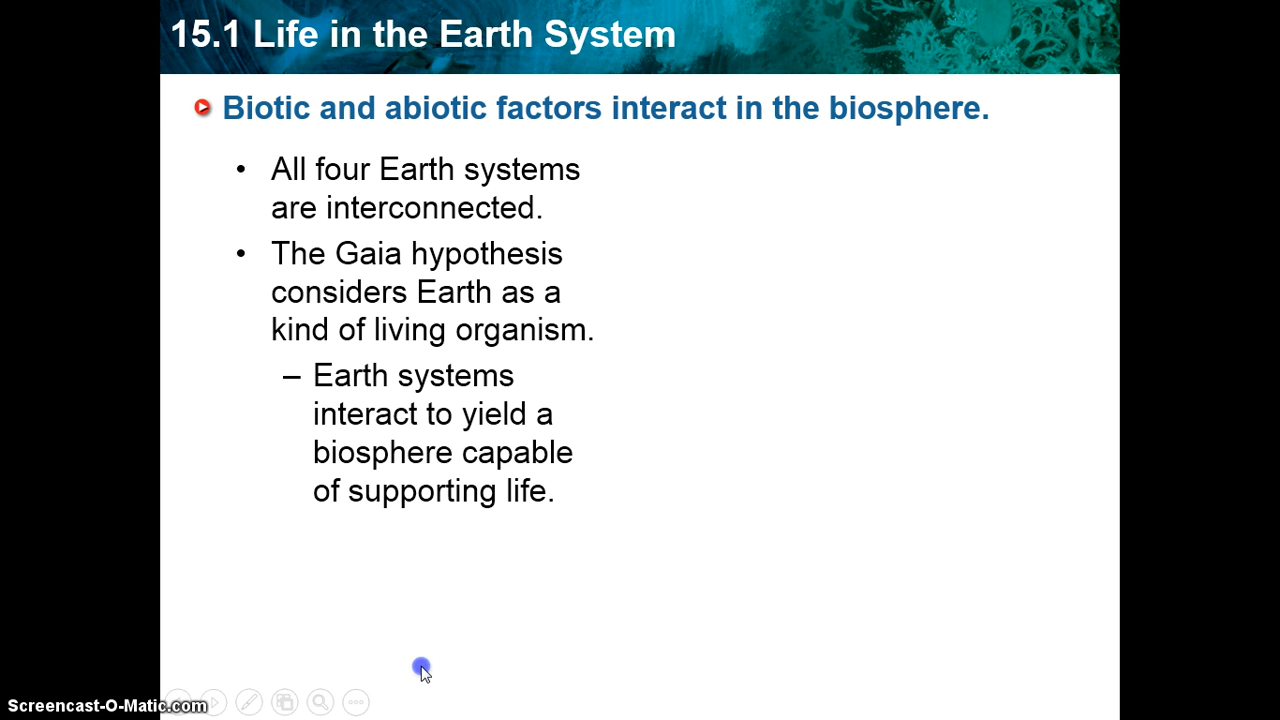 15.1 Life in the Earth System
Biotic and abiotic factors interact in the biosphere.
• All four Earth systems
are interconnected.
• The Gaia hypothesis
considers Earth as a
kind of living organism.
– Earth systems
interact to yield a
biosphere capable
of supporting life.
Screencast-O-Matic.com